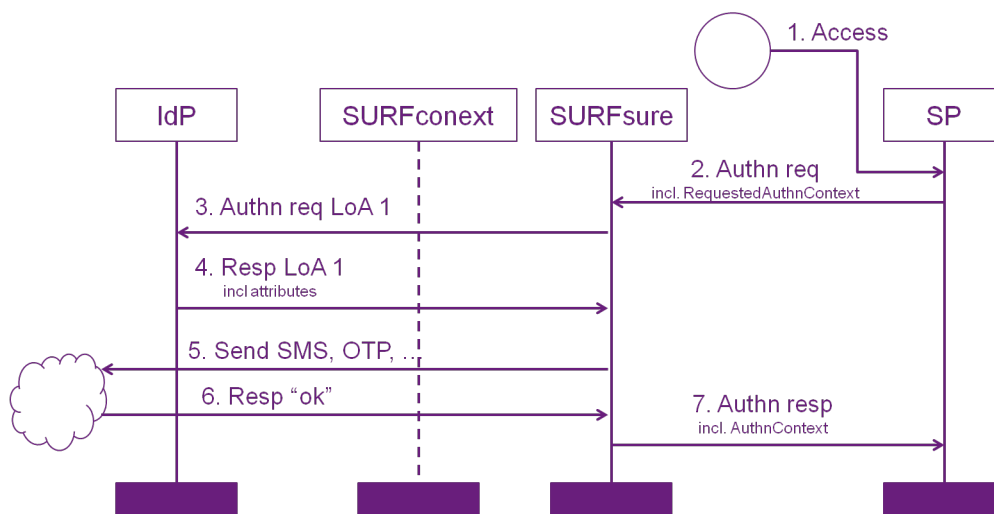 1. Access
IdP
SURFconext
SURFsure
SP
2. Authn req
incl. RequestedAuthnContext
3. Authn req LoA 1
4. Resp LoA 1
incl attributes
5. Send SMS, OTP, ...
6. Resp “ok”
7. Authn resp
incl. AuthnContext